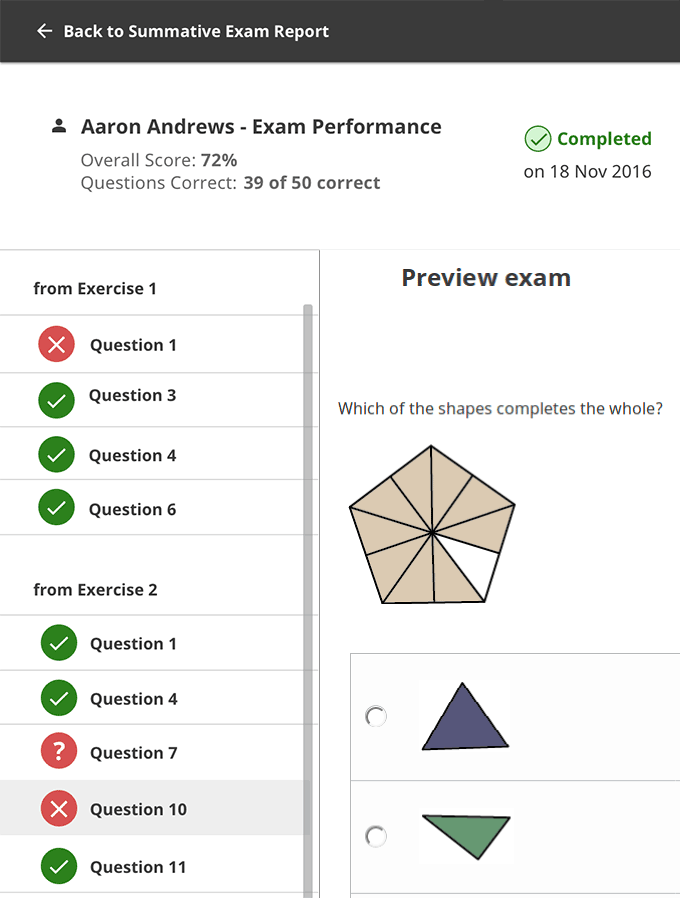 Back to Summative Exam Report
Aaron Andrews - Exam Performance
Overall Score: 72%
Questions Correct: 39 of 50 correct
Completed
on 18 Nov 2016
from Exercise 1
Question 1
Question 3
Question 4
Question 6
from Exercise 2
Question 1
Question 4
?
Question 7
Question 10
Question 11
Preview exam
Which of the shapes completes the whole?